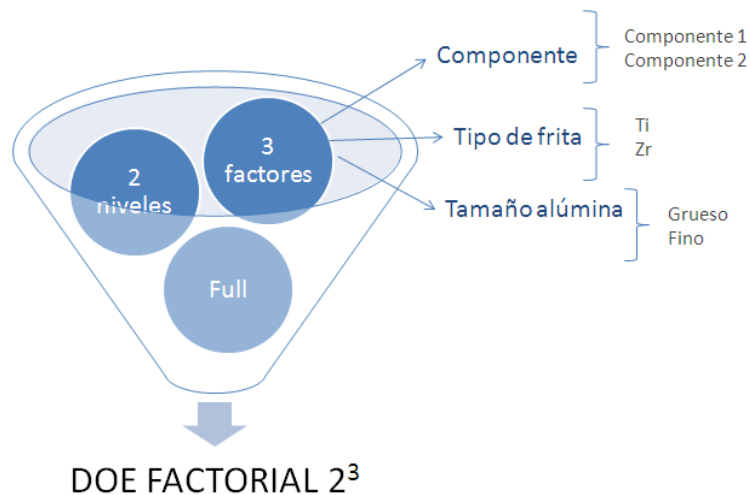 Componente
Componente 1
Componente 2
Tipo de frita
Ti
Zr
Tamaño alúmina
Grueso
Fino
3
factores
2
niveles
Full
DOE FACTORIAL 2³